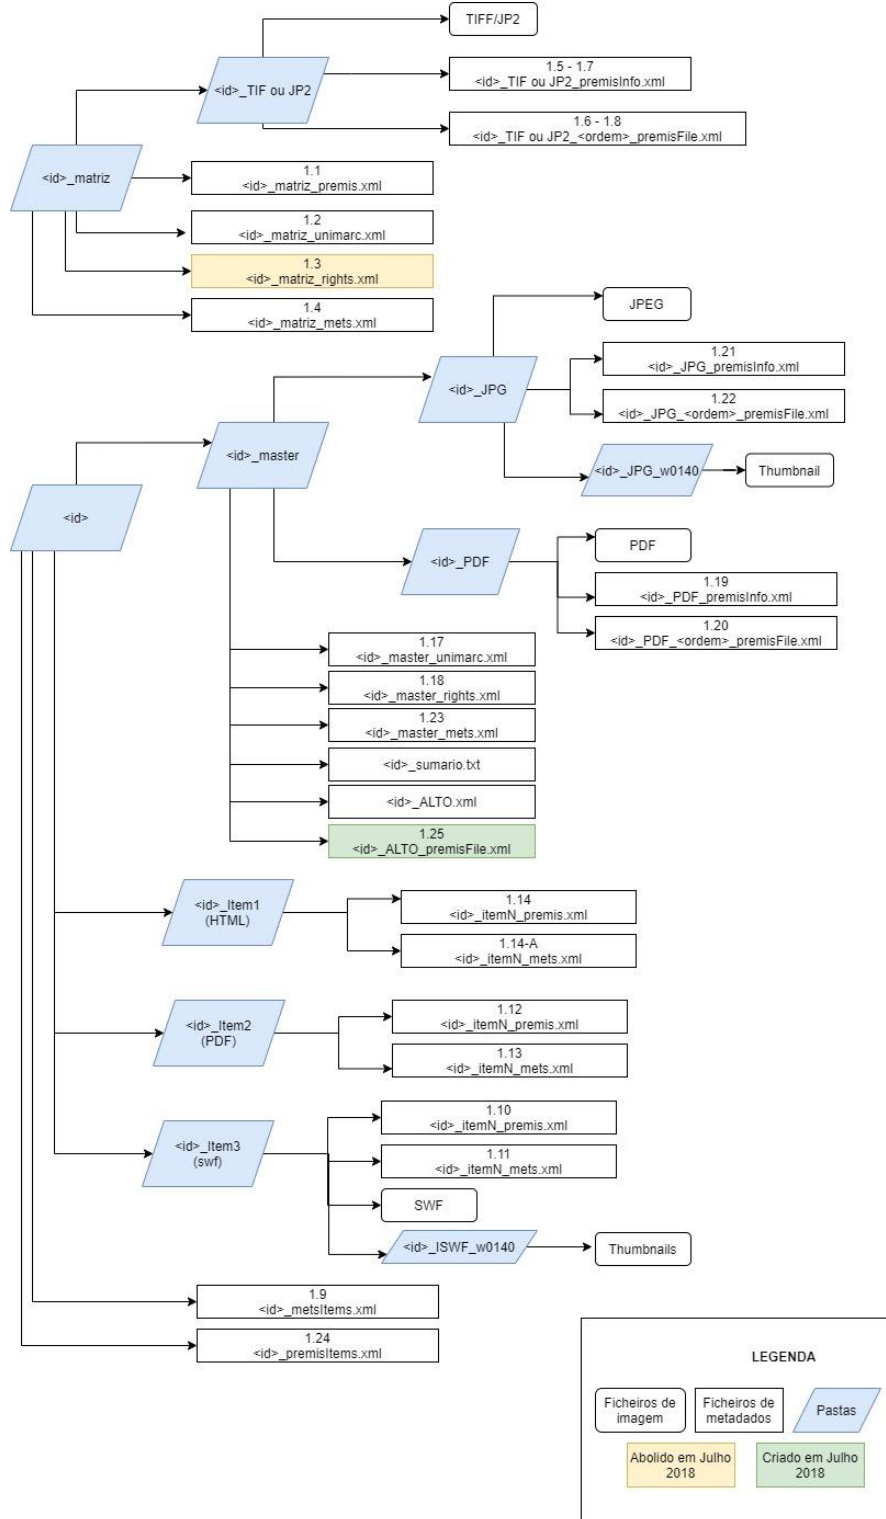 TIFF/JP2
1.5 - 1.7
<id>_TIF ou JP2_premisInfo.xml
<id>_TIF ou JP2
1.6 - 1.8
<id>_TIF ou JP2_<ordem>_premisFile.xml
<id>_matriz
1.1
<id>_matriz_premis.xml
1.2
<id>_matriz_unimarc.xml
1.3
<id>_matriz_rights.xml
1.4
<id>_matriz_mets.xml
JPEG
1.21
<id>_JPG_premisInfo.xml
<id>_JPG
1.22
<id>_JPG_<ordem>_premisFile.xml
<id>_master
<id>_JPG_w0140
Thumbnail
<id>
PDF
<id>_PDF
1.19
<id>_PDF_premisInfo.xml
1.20
<id>_PDF_<ordem>_premisFile.xml
1.17
<id>_master_unimarc.xml
1.18
<id>_master_rights.xml
1.23
<id>_master_mets.xml
<id>_sumario.txt
<id>_ALTO.xml
1.25
<id>_ALTO_premisFile.xml
<id>_Item1
(HTML)
1.14
<id>_itemN_premis.xml
1.14-A
<id>_itemN_mets.xml
<id>_Item2
(PDF)
1.12
<id>_itemN_premis.xml
1.13
<id>_itemN_mets.xml
<id>_Item3
(swf)
1.10
<id>_itemN_premis.xml
1.11
<id>_itemN_mets.xml
SWF
<id>_ISWF_w0140
Thumbnails
1.9
<id>_metsItems.xml
1.24
<id>_premisItems.xml
LEGENDA
Ficheiros de
imagem
Ficheiros de
metadados
Pastas
Abolido em Julho
2018
Criado em Julho
2018